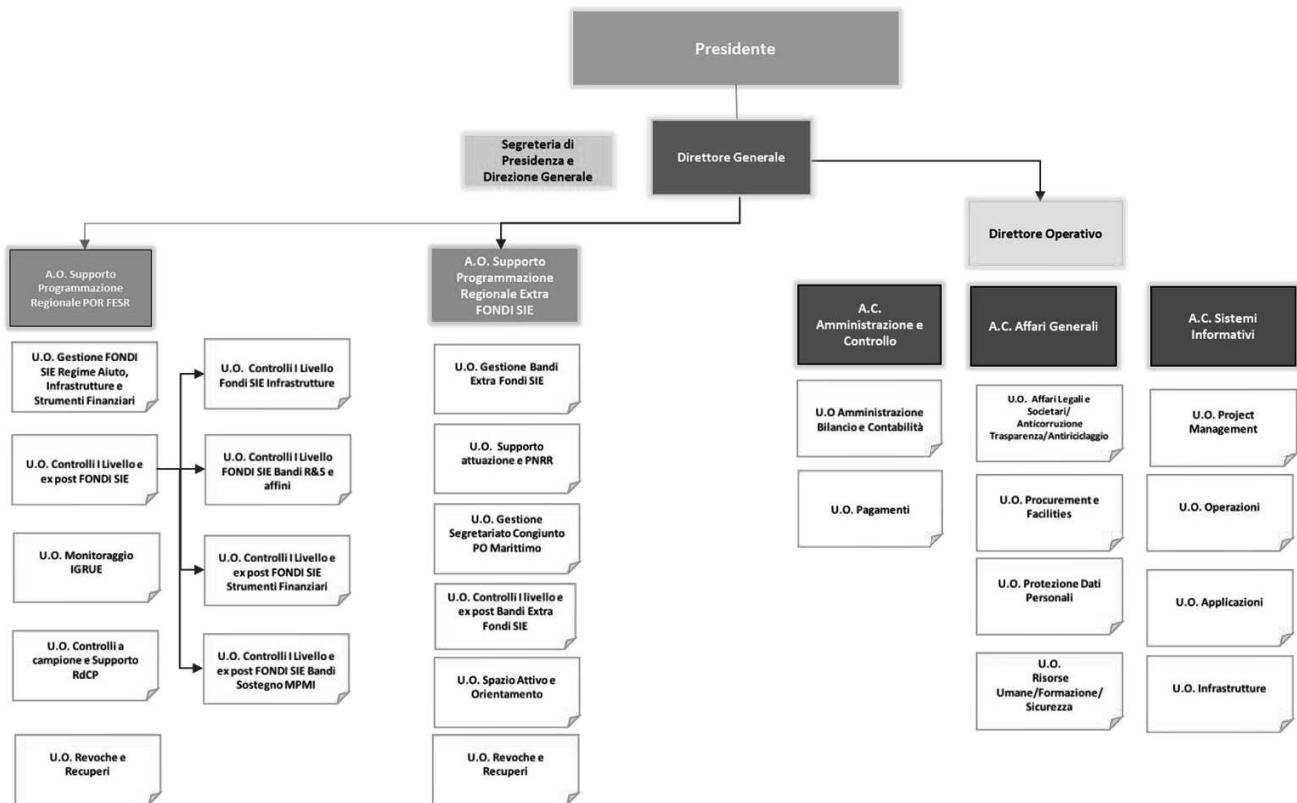 Presidente
Segreteria di
Presidenza e
Direzione Generale
Direttore Generale
Direttore Operativo
A.O. Supporto
Programmazione
Regionale POR FESR
A.O. Supporto
Programmazione
Regionale Extra
FONDI SIE
A.C.
Amministrazione e
Controllo
A.C. Affari Generali
A.C. Sistemi
Informativi
U.O. Gestione FONDI
SIE Regime Aiuto,
Infrastrutture e
Strumenti Finanziari
U.O. Controlli I Livello e
ex post FONDI SIE
U.O. Monitoraggio
IGRUE
U.O. Controlli a
campione e Supporto
RdCP
U.O. Revoche e
Recuperi
U.O. Controlli I Livello
Fondi SIE Infrastrutture
U.O. Controlli I Livello
FONDI SIE Bandi R&S e
affini
U.O. Controlli I Livello e
ex post FONDI SIE
Strumenti Finanziari
U.O. Controlli I Livello e
ex post FONDI SIE Bandi
Sostegno MPMI
U.O. Gestione Bandi
Extra Fondi SIE
U.O. Supporto
attuazione e PNRR
U.O. Gestione
Segretariato Congiunto
PO Marittimo
U.O. Controlli I livello e
ex post Bandi Extra
Fondi SIE
U.O. Spazio Attivo e
Orientamento
U.O. Revoche e
Recuperi
U.O Amministrazione
Bilancio e Contabilità
U.O. Pagamenti
U.O. Affari Legali e
Societari/
Anticorruzione
Trasparenza/Antiriciclaggio
U.O. Procurement e
Facilities
U.O. Protezione Dati
Personali
U.O.
Risorse
Umane/Formazione/
Sicurezza
U.O. Project
Management
U.O. Operazioni
U.O. Applicazioni
U.O. Infrastrutture